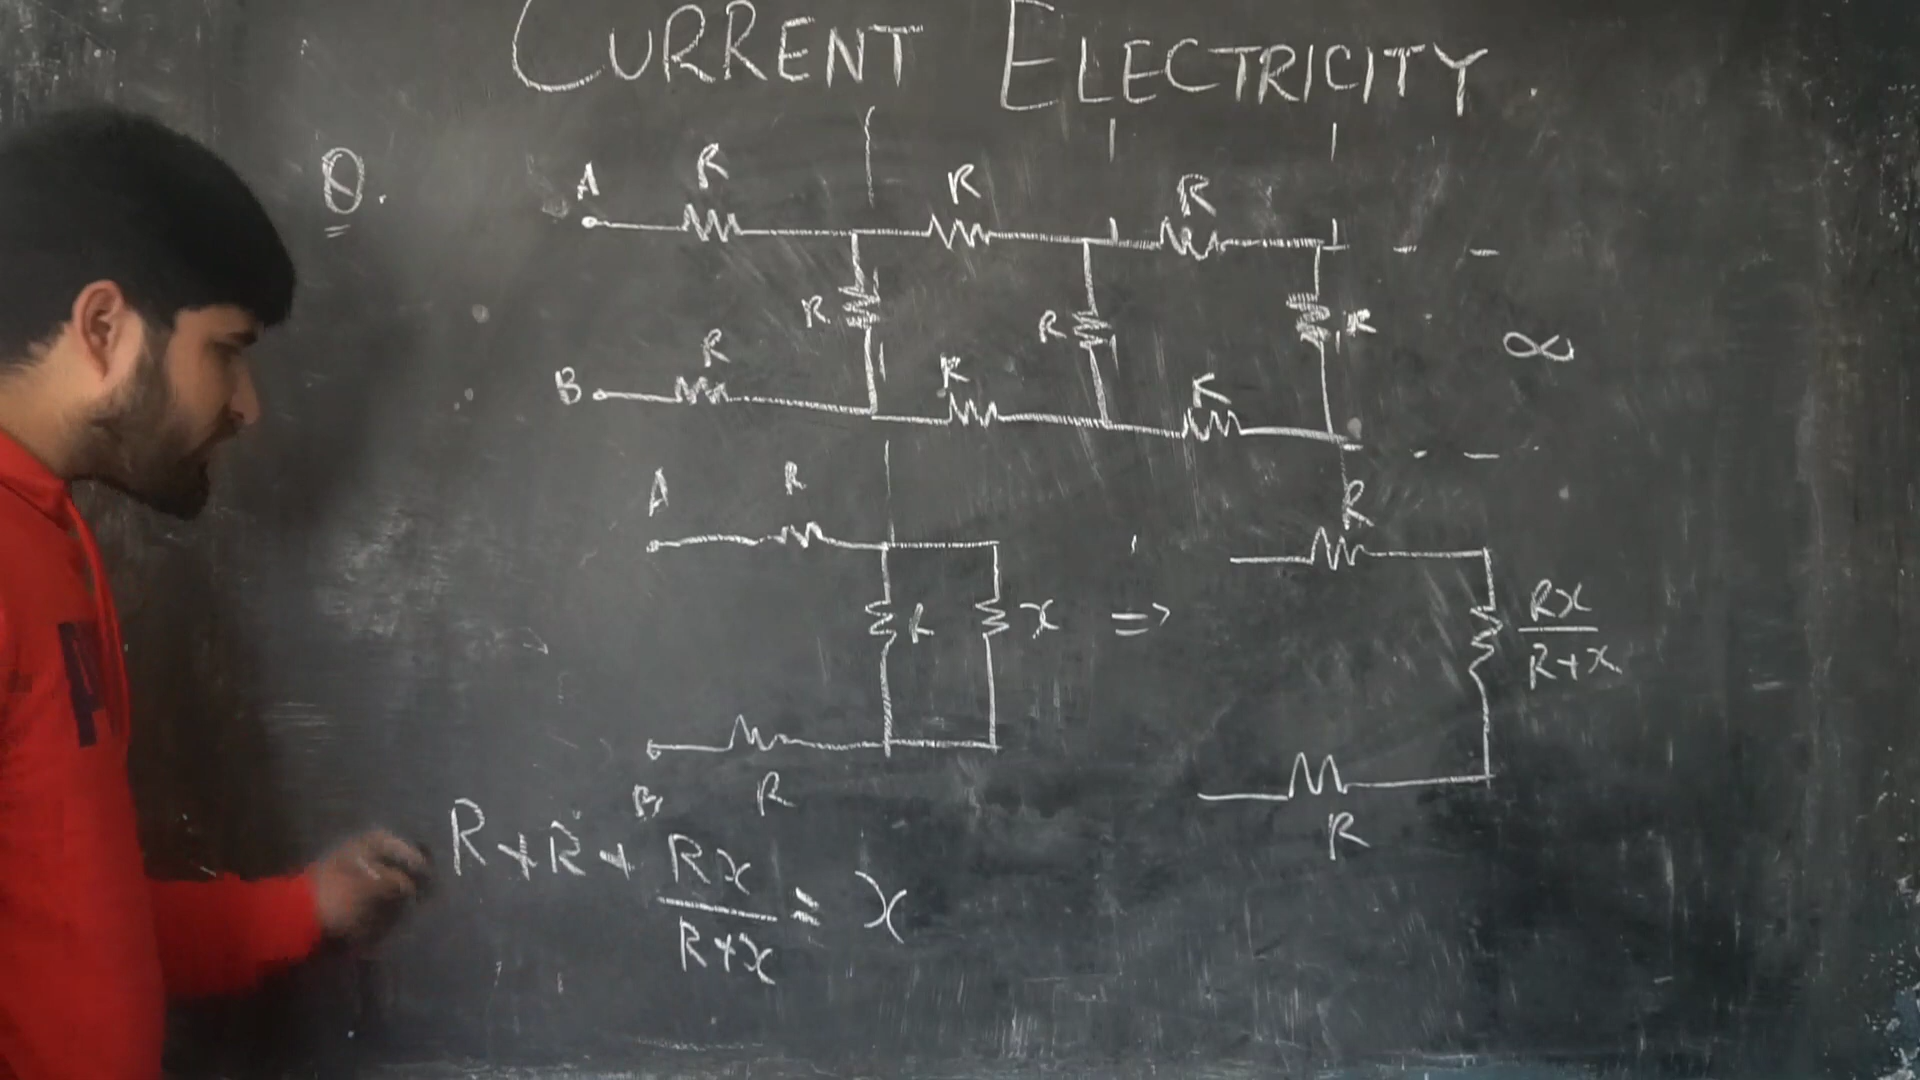 CURRENT ELECTRICITY.
Q.
A R R R
R R R ∞
B R R R
A R R
R x => Rx
R+x
B R R
R+R+ Rx = x
R+x